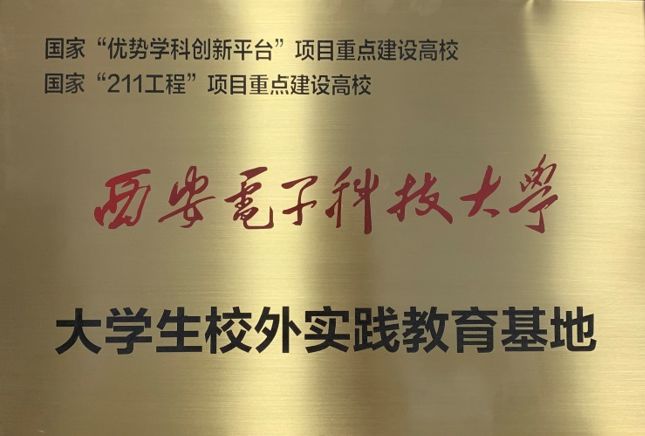 国家“优势学科创新平台”项目重点建设高校
国家“211工程”项目重点建设高校
西安電子科技大學
大学生校外实践教育基地